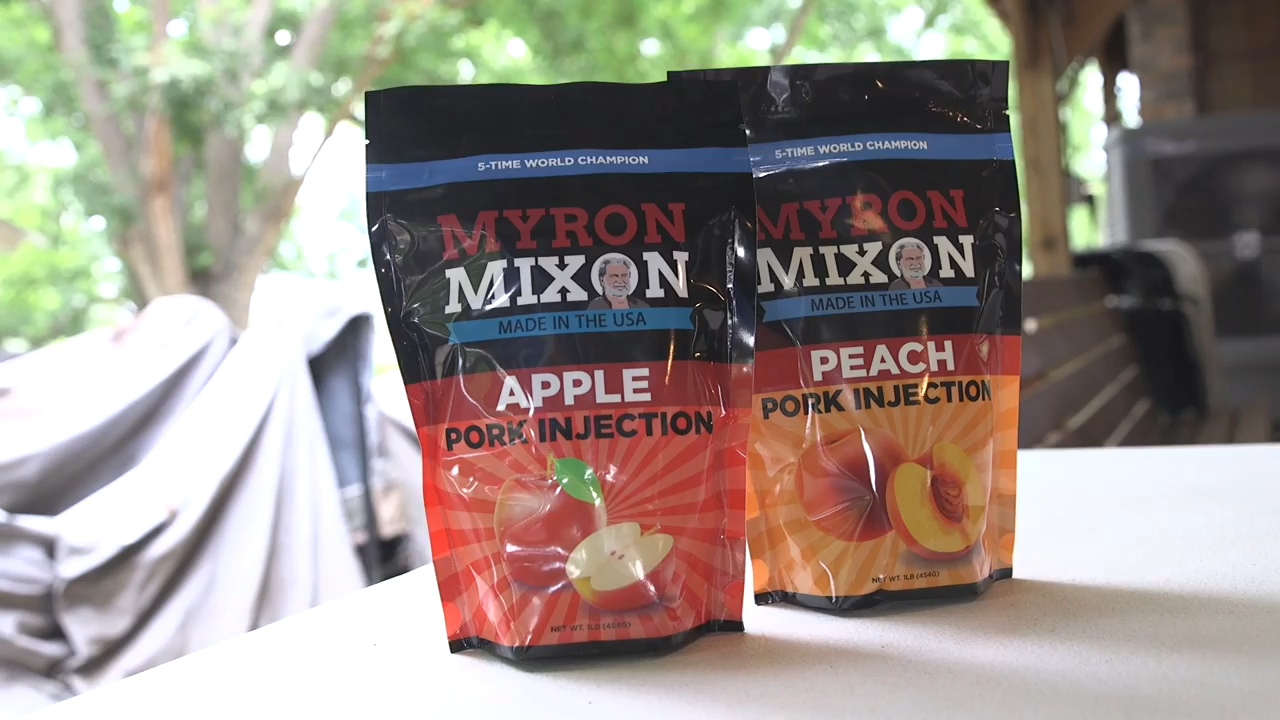 5-TIME WORLD CHAMPION
MYRON
MIXON
MADE IN THE USA
APPLE
PORK INJECTION
NET WT. 1LB (454G)
5-TIME WORLD CHAMPION
MYRON
MIXON
MADE IN THE USA
PEACH
PORK INJECTION
NET WT. 1LB (454G)